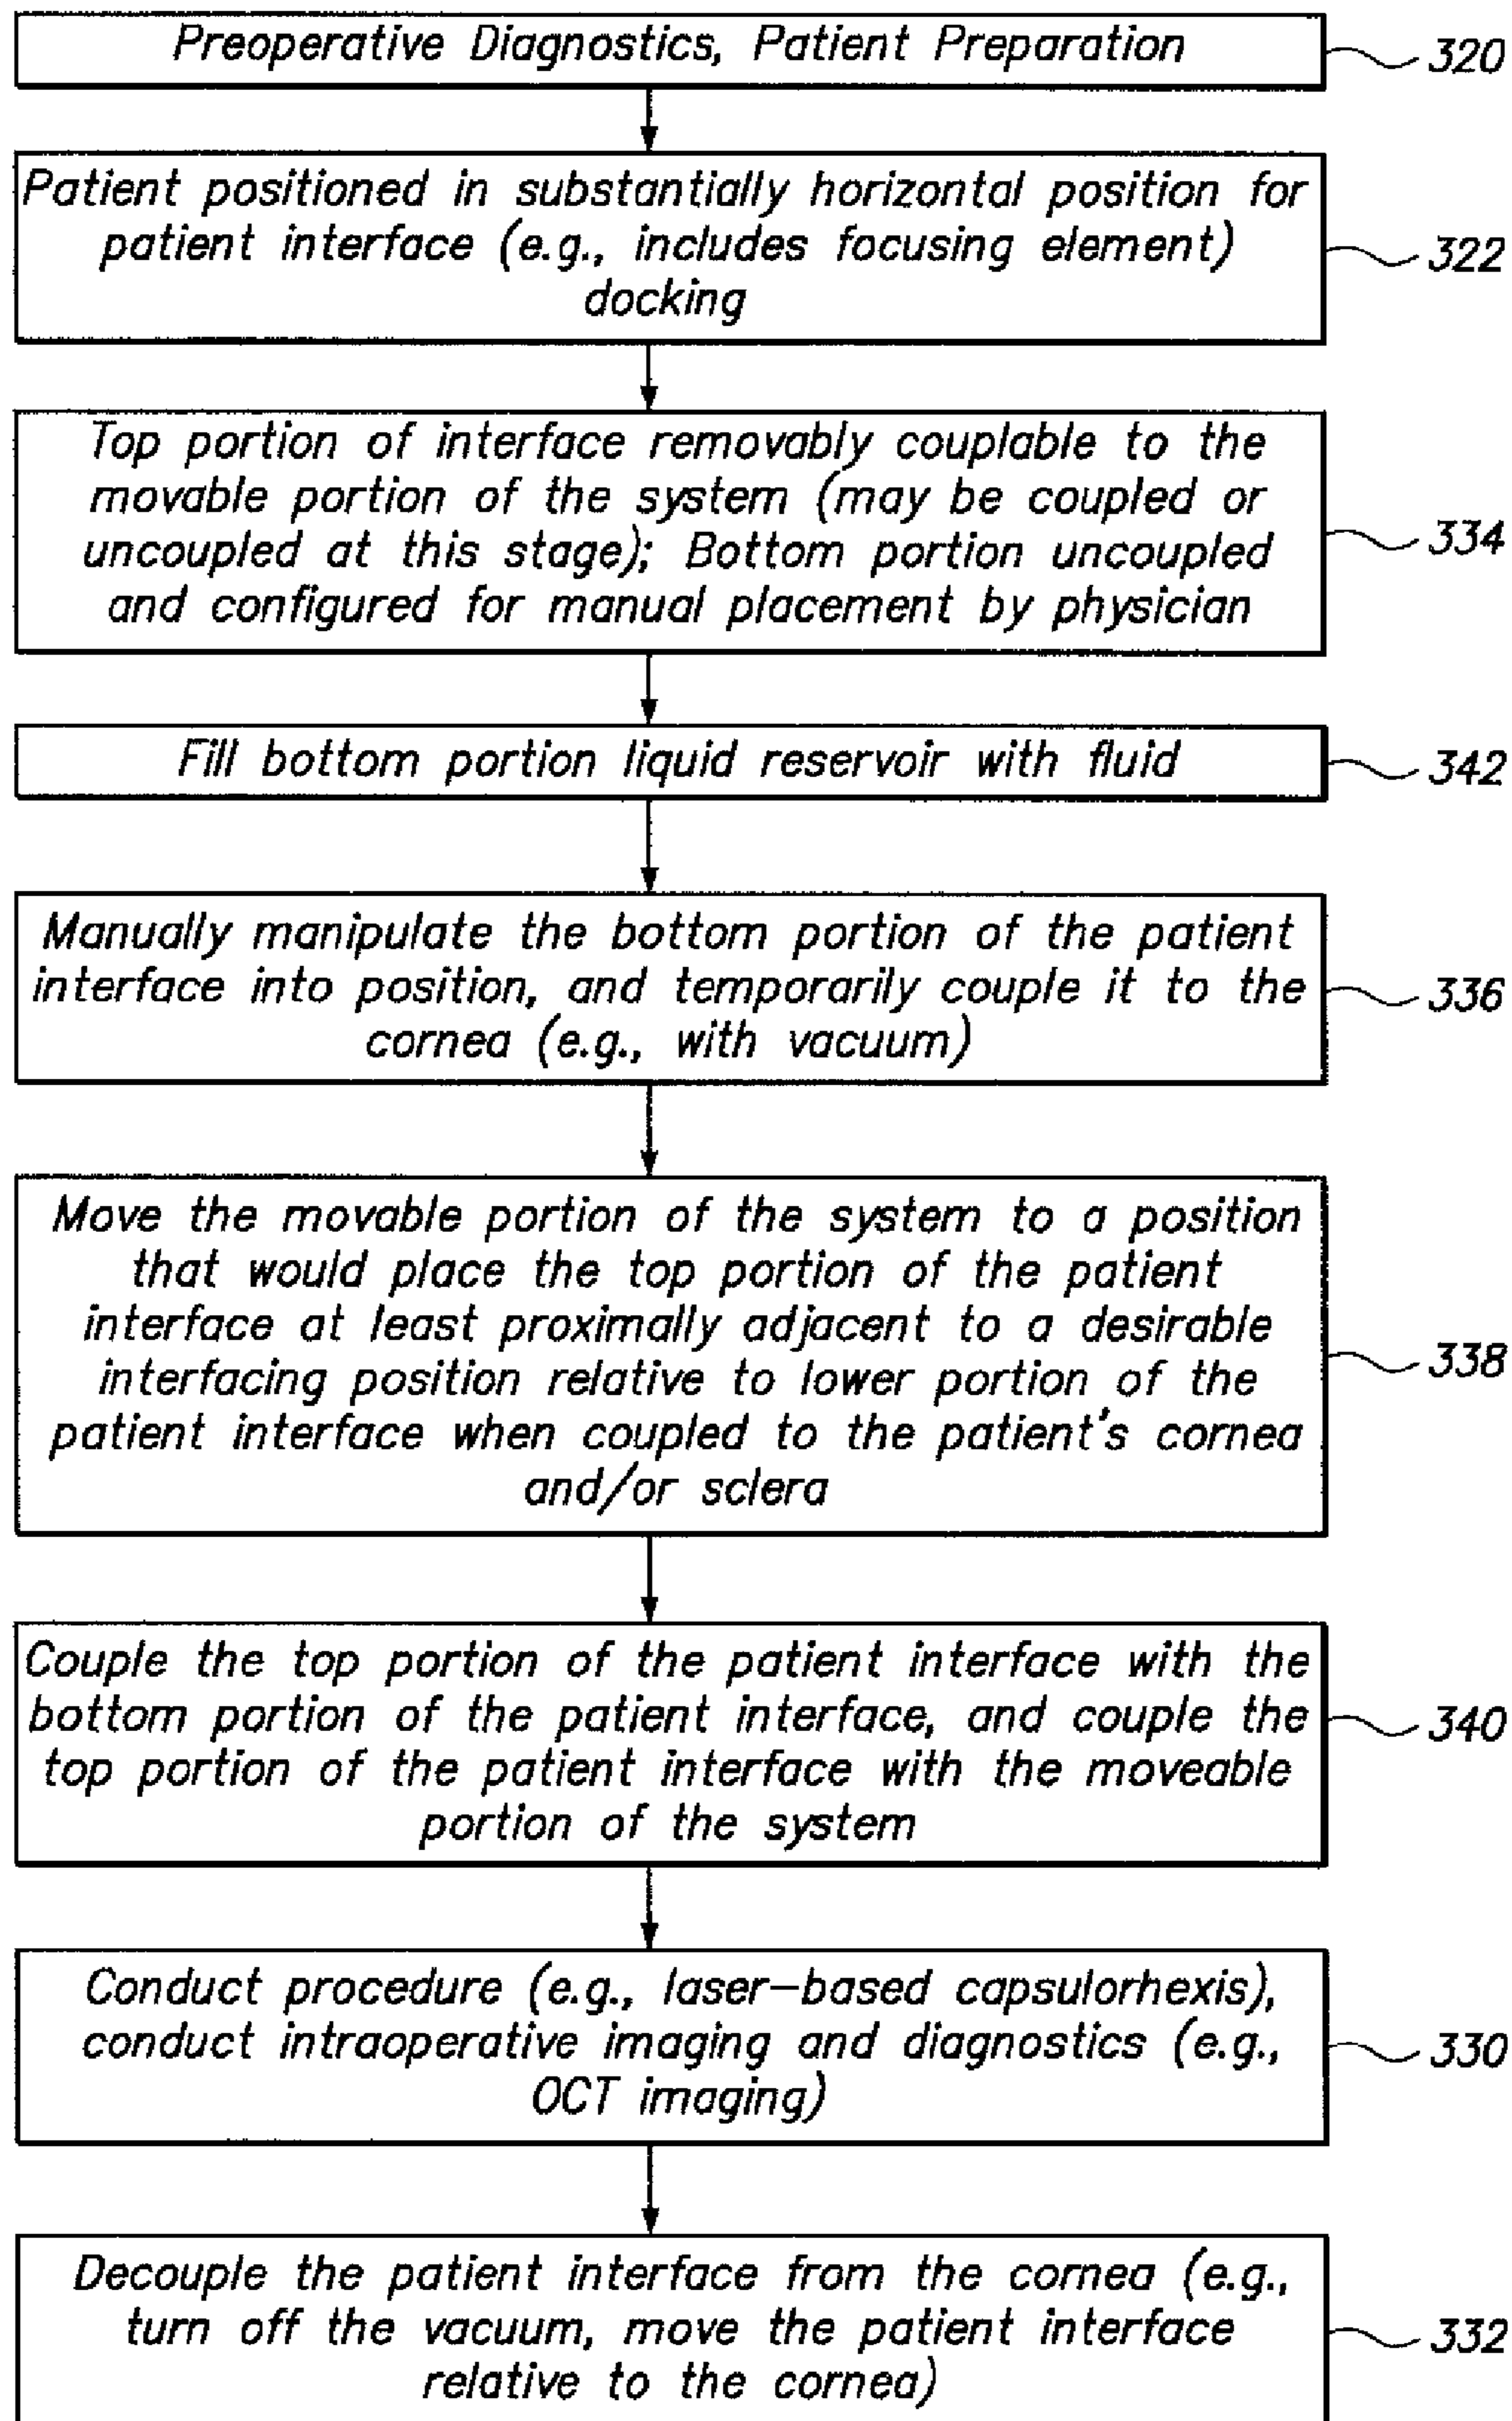 Preoperative Diagnostics, Patient Preparation
320
Patient positioned in substantially horizontal position for
patient interface (e.g., includes focusing element)
docking
322
Top portion of interface removably couplable to the
movable portion of the system (may be coupled or
uncoupled at this stage); Bottom portion uncoupled
and configured for manual placement by physician
334
Fill bottom portion liquid reservoir with fluid
342
Manually manipulate the bottom portion of the patient
interface into position, and temporarily couple it to the
cornea (e.g., with vacuum)
336
Move the movable portion of the system to a position
that would place the top portion of the patient
interface at least proximally adjacent to a desirable
interfacing position relative to lower portion of the
patient interface when coupled to the patient's cornea
and/or sclera
338
Couple the top portion of the patient interface with the
bottom portion of the patient interface, and couple the
top portion of the patient interface with the moveable
portion of the system
340
Conduct procedure (e.g., laser-based capsulorhexis),
conduct intraoperative imaging and diagnostics (e.g.,
OCT imaging)
330
Decouple the patient interface from the cornea (e.g.,
turn off the vacuum, move the patient interface
relative to the cornea)
332